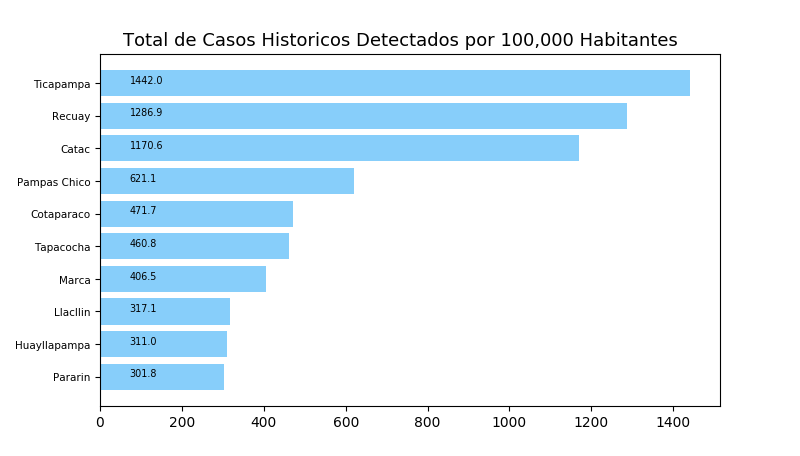 Total de Casos Historicos Detectados por 100,000 Habitantes
Ticapampa 1442.0
Recuay 1286.9
Catac 1170.6
Pampas Chico 621.1
Cotaparaco 471.7
Tapacocha 460.8
Marca 406.5
Llacllin 317.1
Huayllapampa 311.0
Pararin 301.8
0 200 400 600 800 1000 1200 1400